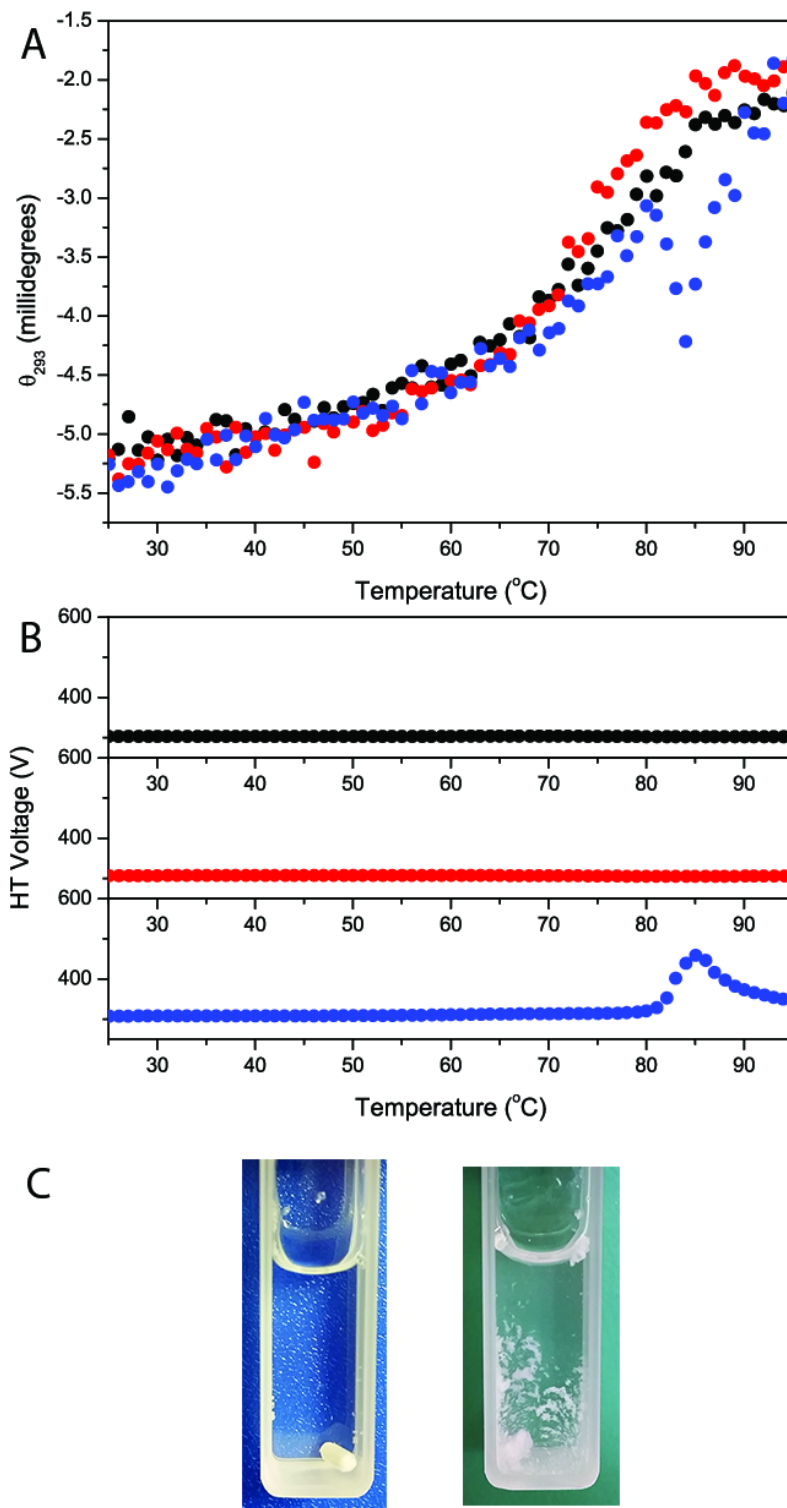 A
-1.5
-2.0
-2.5
-3.0
-3.5
-4.0
-4.5
-5.0
-5.5
θ293 (millidegrees)
30 40 50 60 70 80 90
Temperature (°C)
B
600
400
30 40 50 60 70 80 90
600
400
30 40 50 60 70 80 90
600
400
30 40 50 60 70 80 90
HT Voltage (V)
Temperature (°C)
C